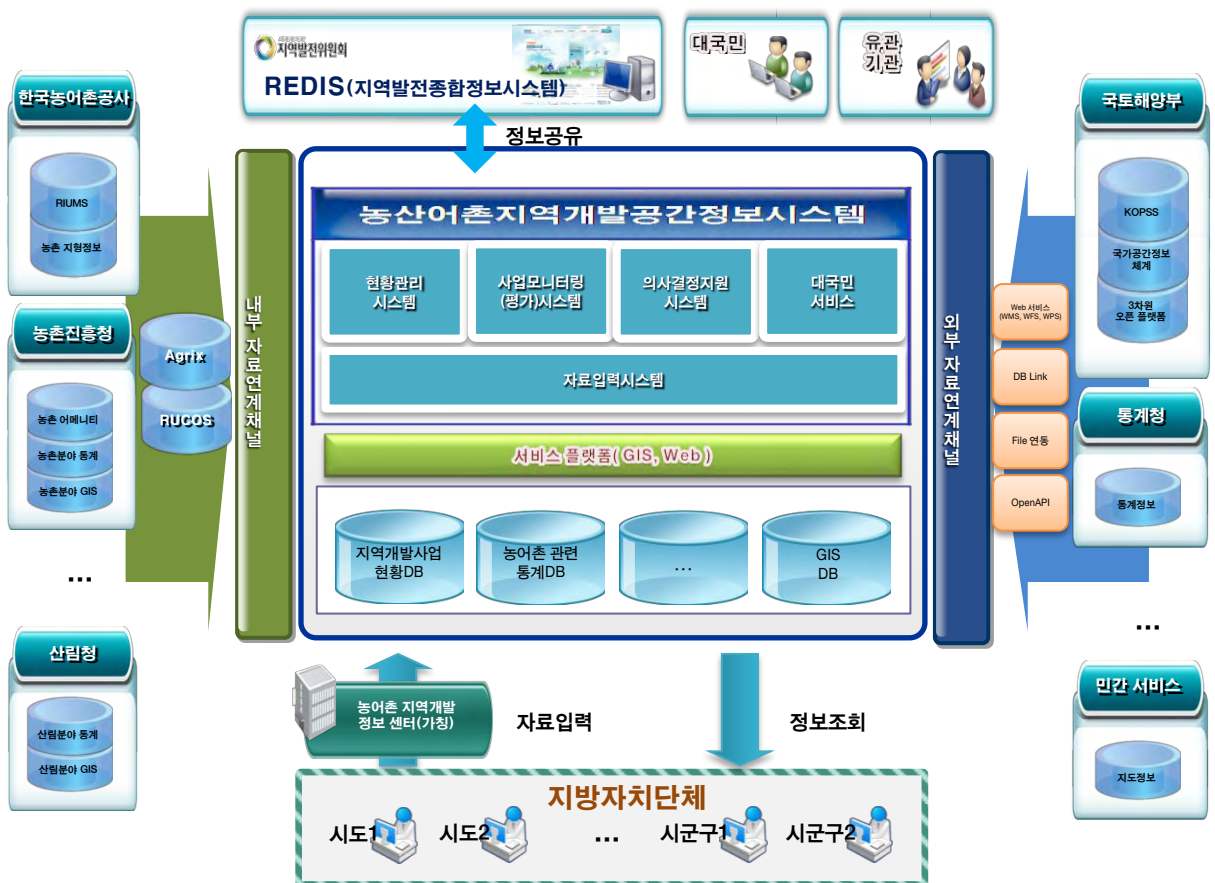 지역발전위원회
REDIS(지역발전종합정보시스템)
대국민
유관
기관
정보공유
한국농어촌공사
RIUMS
농촌 지형정보
농촌진흥청
농촌 어메니티
농촌분야 통계
농촌분야 GIS
...
산림청
산림분야 통계
산림분야 GIS
Agrix
RUCOS
내부 자료연계채널
농산어촌지역개발공간정보시스템
현황관리
시스템
사업모니터링
(평가)시스템
의사결정지원
시스템
대국민
서비스
자료입력시스템
서비스 플랫폼( GIS, Web )
지역개발사업
현황DB
농어촌 관련
통계DB
...
GIS
DB
외부 자료연계채널
Web 서비스
(WMS, WFS, WPS)
DB Link
File 연동
OpenAPI
국토해양부
KOPSS
국가공간정보
체계
3차원
오픈 플랫폼
통계청
통계정보
...
민간 서비스
지도정보
농어촌 지역개발
정보 센터(가칭)
자료입력
정보조회
지방자치단체
시도1
시도2
...
시군구1
시군구2